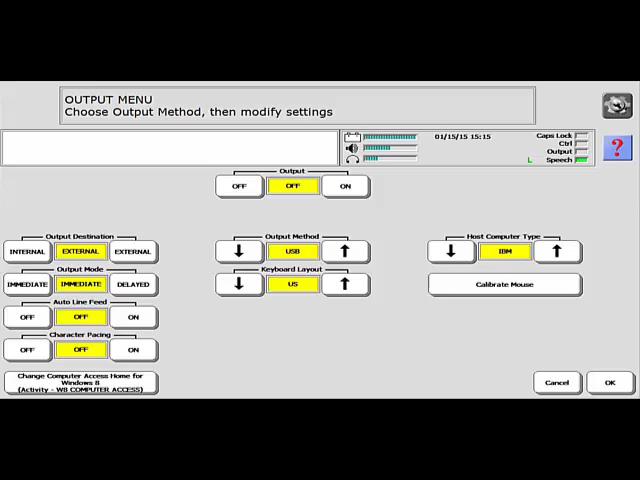 OUTPUT MENU
Choose Output Method, then modify settings
01/15/15 15:15
Caps Lock
Ctrl
Output
L Speech
?
Output
OFF OFF ON
Output Destination Output Method Host Computer Type
INTERNAL EXTERNAL EXTERNAL ↓ USB ↑ ↓ IBM ↑
Output Mode Keyboard Layout
IMMEDIATE IMMEDIATE DELAYED ↓ US ↑ Calibrate Mouse
Auto Line Feed
OFF OFF ON
Character Pacing
OFF OFF ON
Change Computer Access Home for
Windows 8
(Activity - W8 COMPUTER ACCESS)
Cancel OK